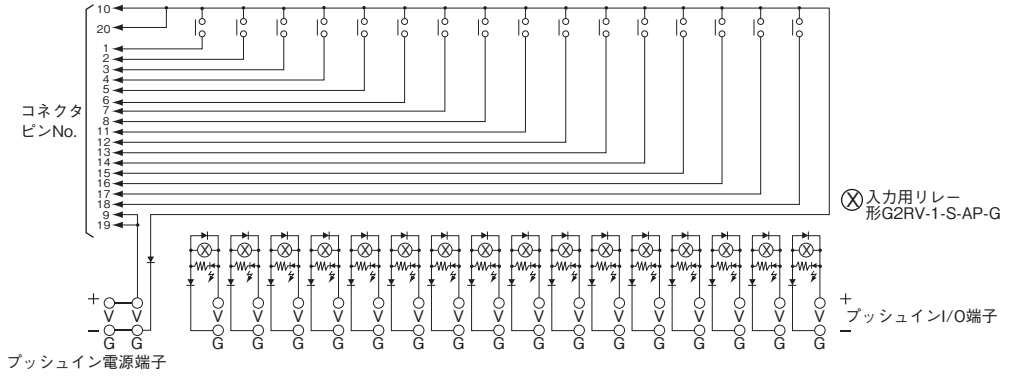 10
20
1
2
3
4
5
6
7
8
11
12
13
14
15
16
17
18
9
19
コネクタ
ピンNo.
入力用リレー
形G2RV-1-S-AP-G
+ +
V V V V V V V V V V V V V V V V V V
プッシュインI/O端子
− −
G G G G G G G G G G G G G G G G G G
プッシュイン電源端子